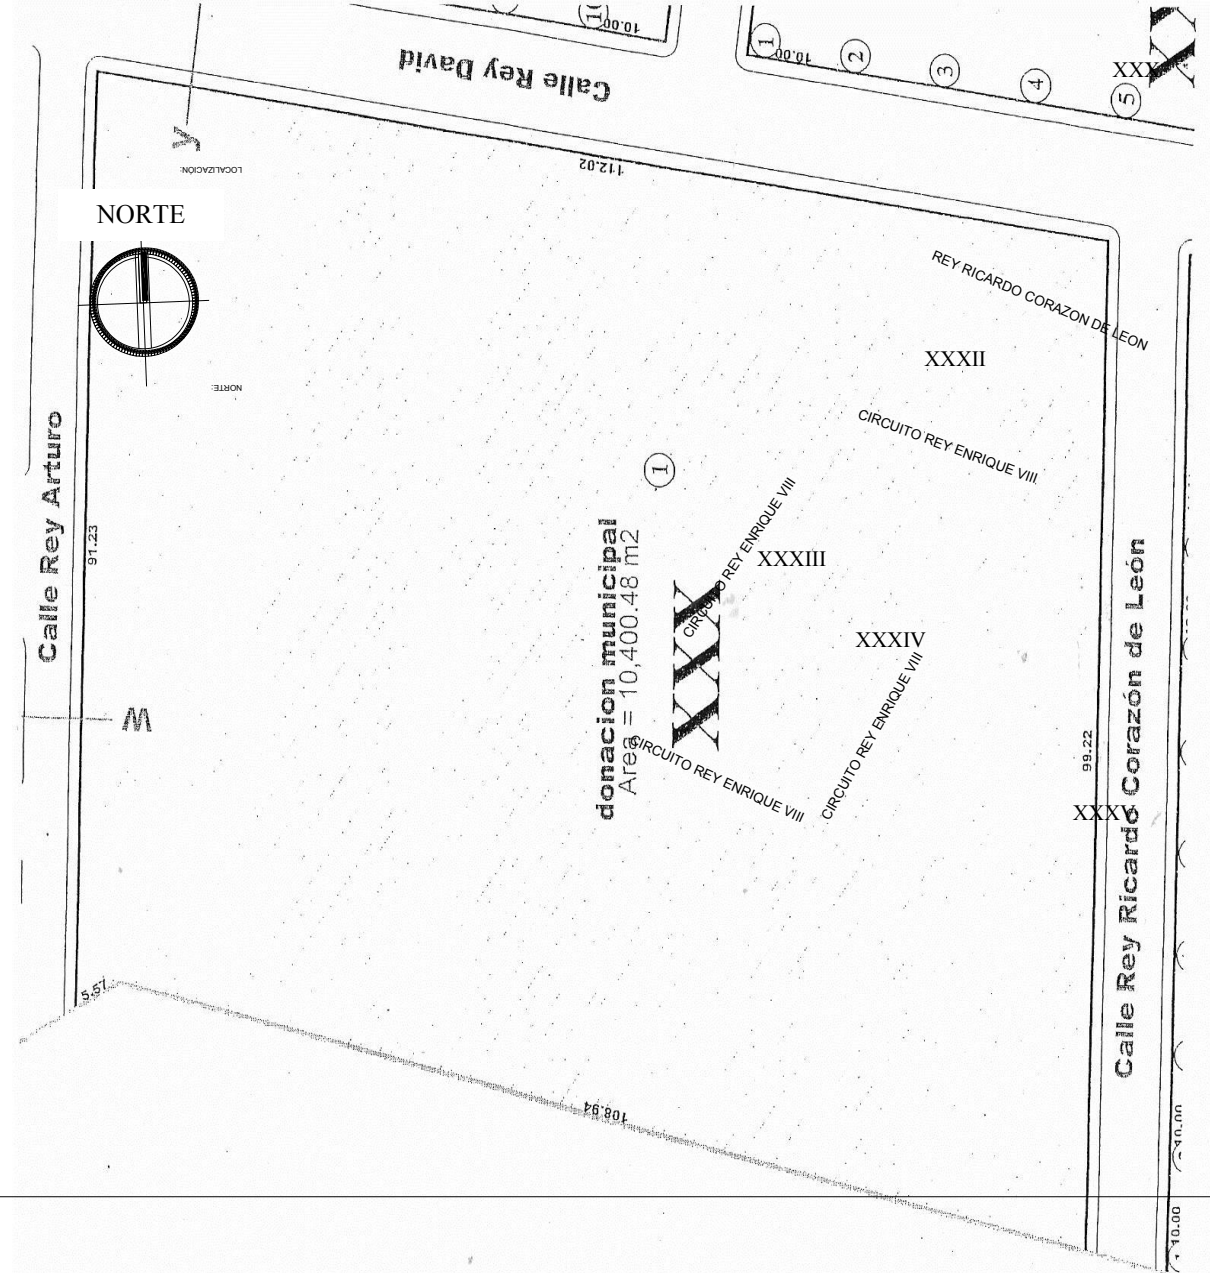 10
10.00
1
10.00
2
3
4
5
XXX
Calle Rey David
y
LOCALIZACIÓN:
112.02
NORTE
REY RICARDO CORAZON DE LEON
XXXII
NORTE:
CIRCUITO REY ENRIQUE VIII
Calle Rey Arturo
91.23
1
CIRCUITO REY ENRIQUE VIII
XXXIII
donacion municipal
Area = 10,400.48 m2
XXXIV
CIRCUITO REY ENRIQUE VIII
W
CIRCUITO REY ENRIQUE VIII
99.22
XXXV
Calle Rey Ricardo Corazón de León
5.57
108.94
10.00
10.00